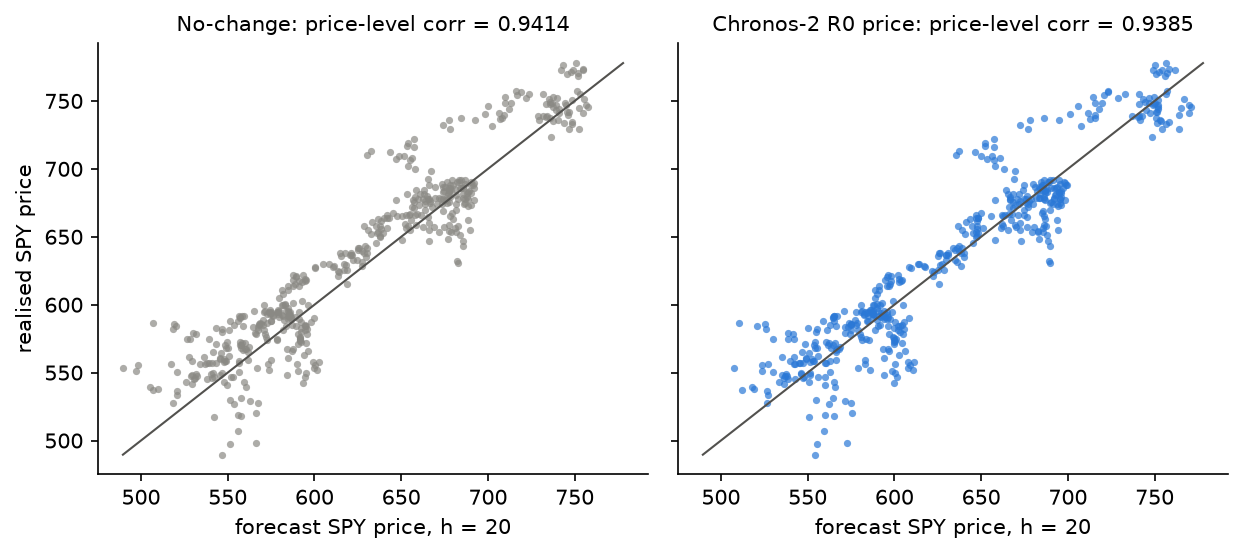 No-change: price-level corr = 0.9414
Chronos-2 R0 price: price-level corr = 0.9385
realised SPY price
750
700
650
600
550
500
500 550 600 650 700 750
500 550 600 650 700 750
forecast SPY price, h = 20
forecast SPY price, h = 20